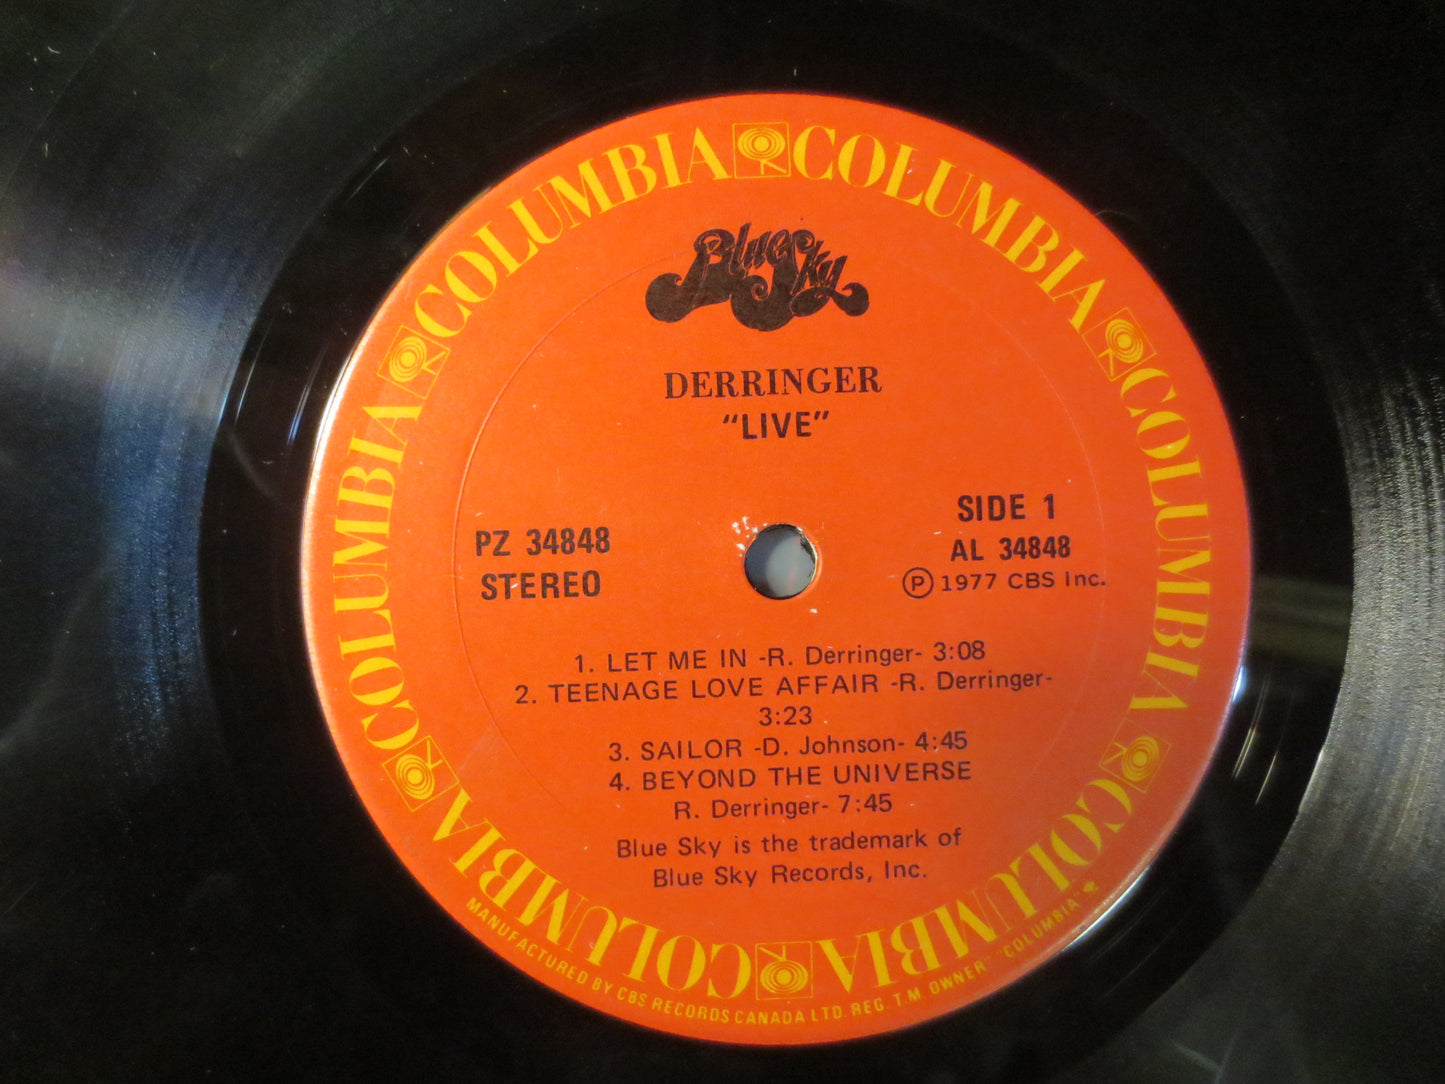 COLUMBIA COLUMBIA COLUMBIA COLUMBIA COLUMBIA COLUMBIA COLUMBIA COLUMBIA
Blue Sky
DERRINGER
"LIVE"
PZ 34848
STEREO
SIDE 1
AL 34848
Ⓟ 1977 CBS Inc.
1. LET ME IN -R. Derringer- 3:08
2. TEENAGE LOVE AFFAIR -R. Derringer-
3:23
3. SAILOR -D. Johnson- 4:45
4. BEYOND THE UNIVERSE
R. Derringer- 7:45
Blue Sky is the trademark of
Blue Sky Records, Inc.
MANUFACTURED BY CBS RECORDS CANADA LTD. REG. T.M. OWNER" "COLUMBIA"